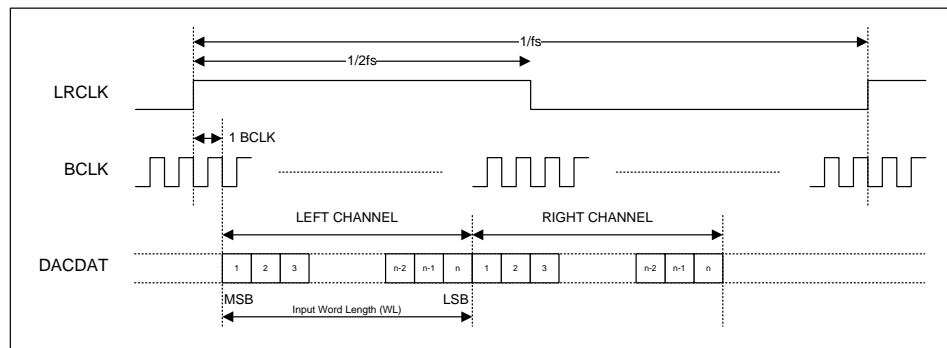 1/fs
1/2fs
LRCLK
1 BCLK
BCLK
LEFT CHANNEL RIGHT CHANNEL
DACDAT 1 2 3 n-2 n-1 n 1 2 3 n-2 n-1 n
MSB LSB
Input Word Length (WL)